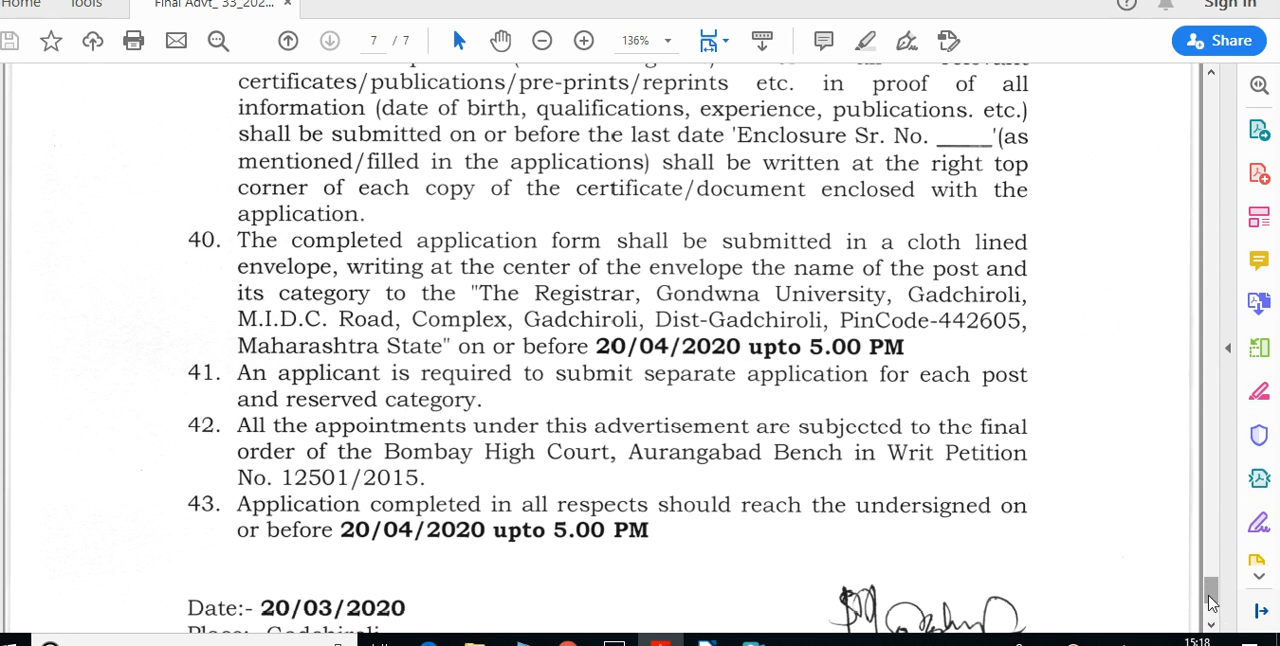 Home Tools Final Advt_ 33_202... × Sign In
7 / 7 136% Share
certificates/publications/pre-prints/reprints etc. in proof of all
information (date of birth, qualifications, experience, publications. etc.)
shall be submitted on or before the last date 'Enclosure Sr. No. _____'(as
mentioned/filled in the applications) shall be written at the right top
corner of each copy of the certificate/document enclosed with the
application.
40. The completed application form shall be submitted in a cloth lined
envelope, writing at the center of the envelope the name of the post and
its category to the "The Registrar, Gondwna University, Gadchiroli,
M.I.D.C. Road, Complex, Gadchiroli, Dist-Gadchiroli, PinCode-442605,
Maharashtra State" on or before 20/04/2020 upto 5.00 PM
41. An applicant is required to submit separate application for each post
and reserved category.
42. All the appointments under this advertisement are subjected to the final
order of the Bombay High Court, Aurangabad Bench in Writ Petition
No. 12501/2015.
43. Application completed in all respects should reach the undersigned on
or before 20/04/2020 upto 5.00 PM
Date:- 20/03/2020
Place:- Gadchiroli
15:18